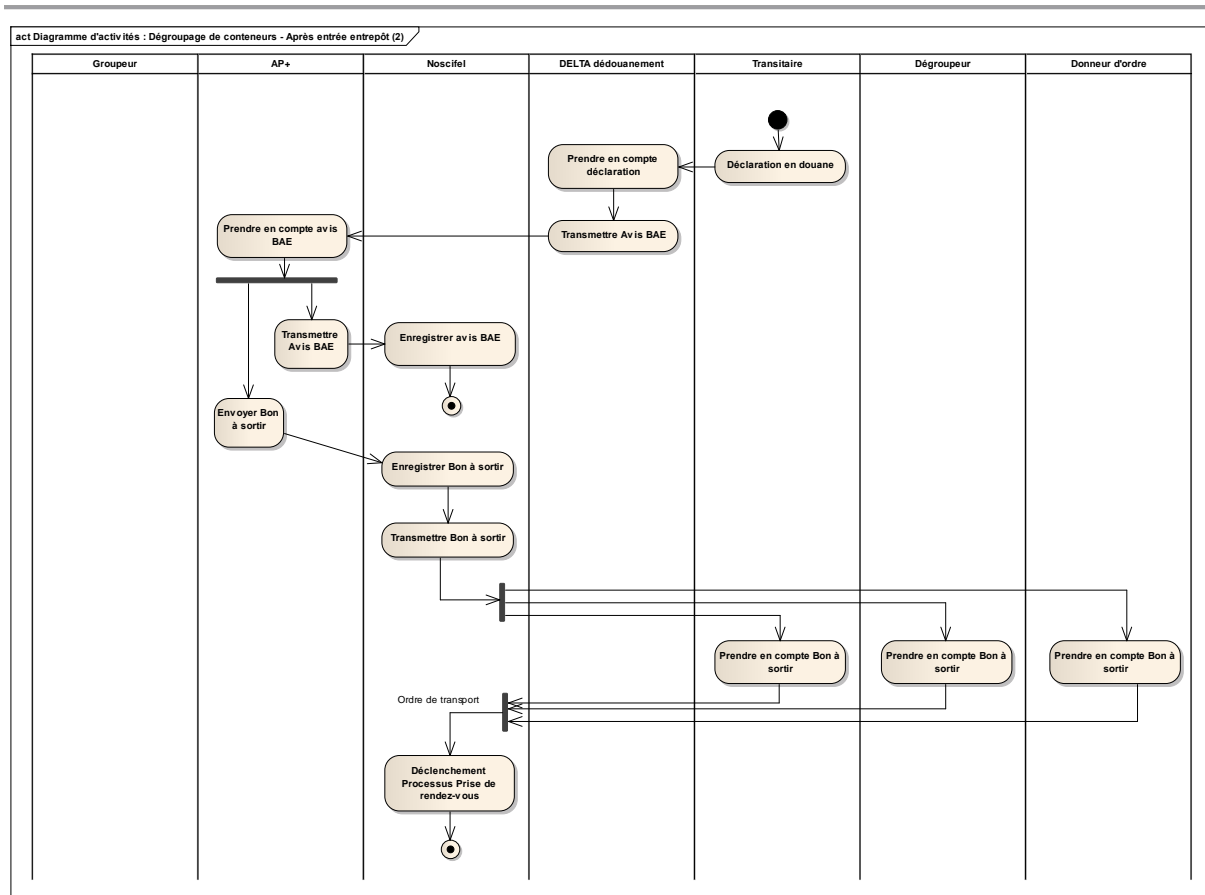 act Diagramme d'activités : Dégroupage de conteneurs - Après entrée entrepôt (2)
Groupeur
AP+
Noscifel
DELTA dédouanement
Transitaire
Dégroupeur
Donneur d'ordre
Prendre en compte
déclaration
Déclaration en douane
Prendre en compte avis
BAE
Transmettre Avis BAE
Transmettre
Avis BAE
Enregistrer avis BAE
Envoyer Bon
à sortir
Enregistrer Bon à sortir
Transmettre Bon à sortir
Prendre en compte Bon à
sortir
Prendre en compte Bon à
sortir
Prendre en compte Bon à
sortir
Ordre de transport
Déclenchement
Processus Prise de
rendez-vous